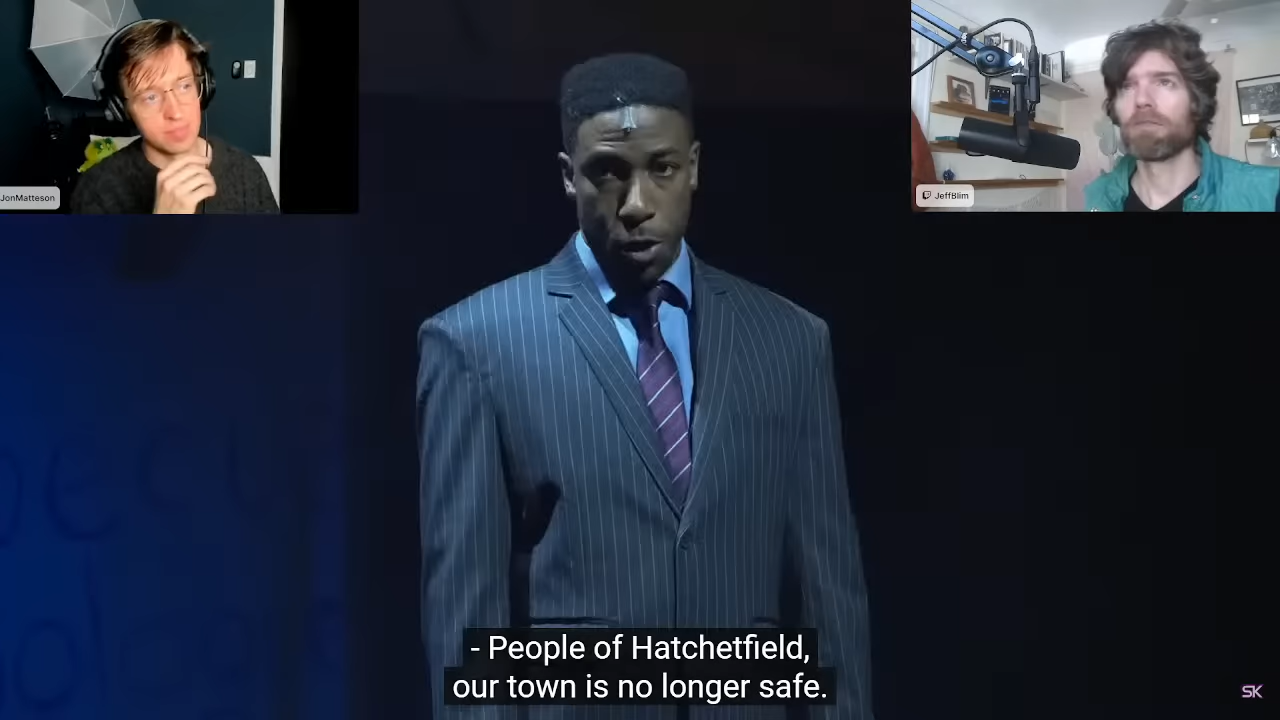 JonMatteson
JeffBlim
- People of Hatchetfield,
our town is no longer safe.
SK